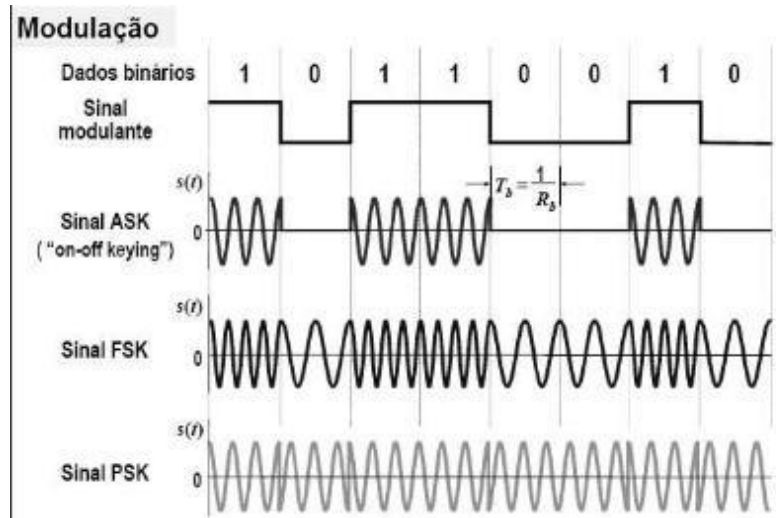 Modulação
Dados binários 1 0 1 1 0 0 1 0
Sinal
modulante
s(t)
T_b = 1/R_b
Sinal ASK
0
( “on-off keying”)
s(t)
Sinal FSK
0
s(t)
Sinal PSK
0